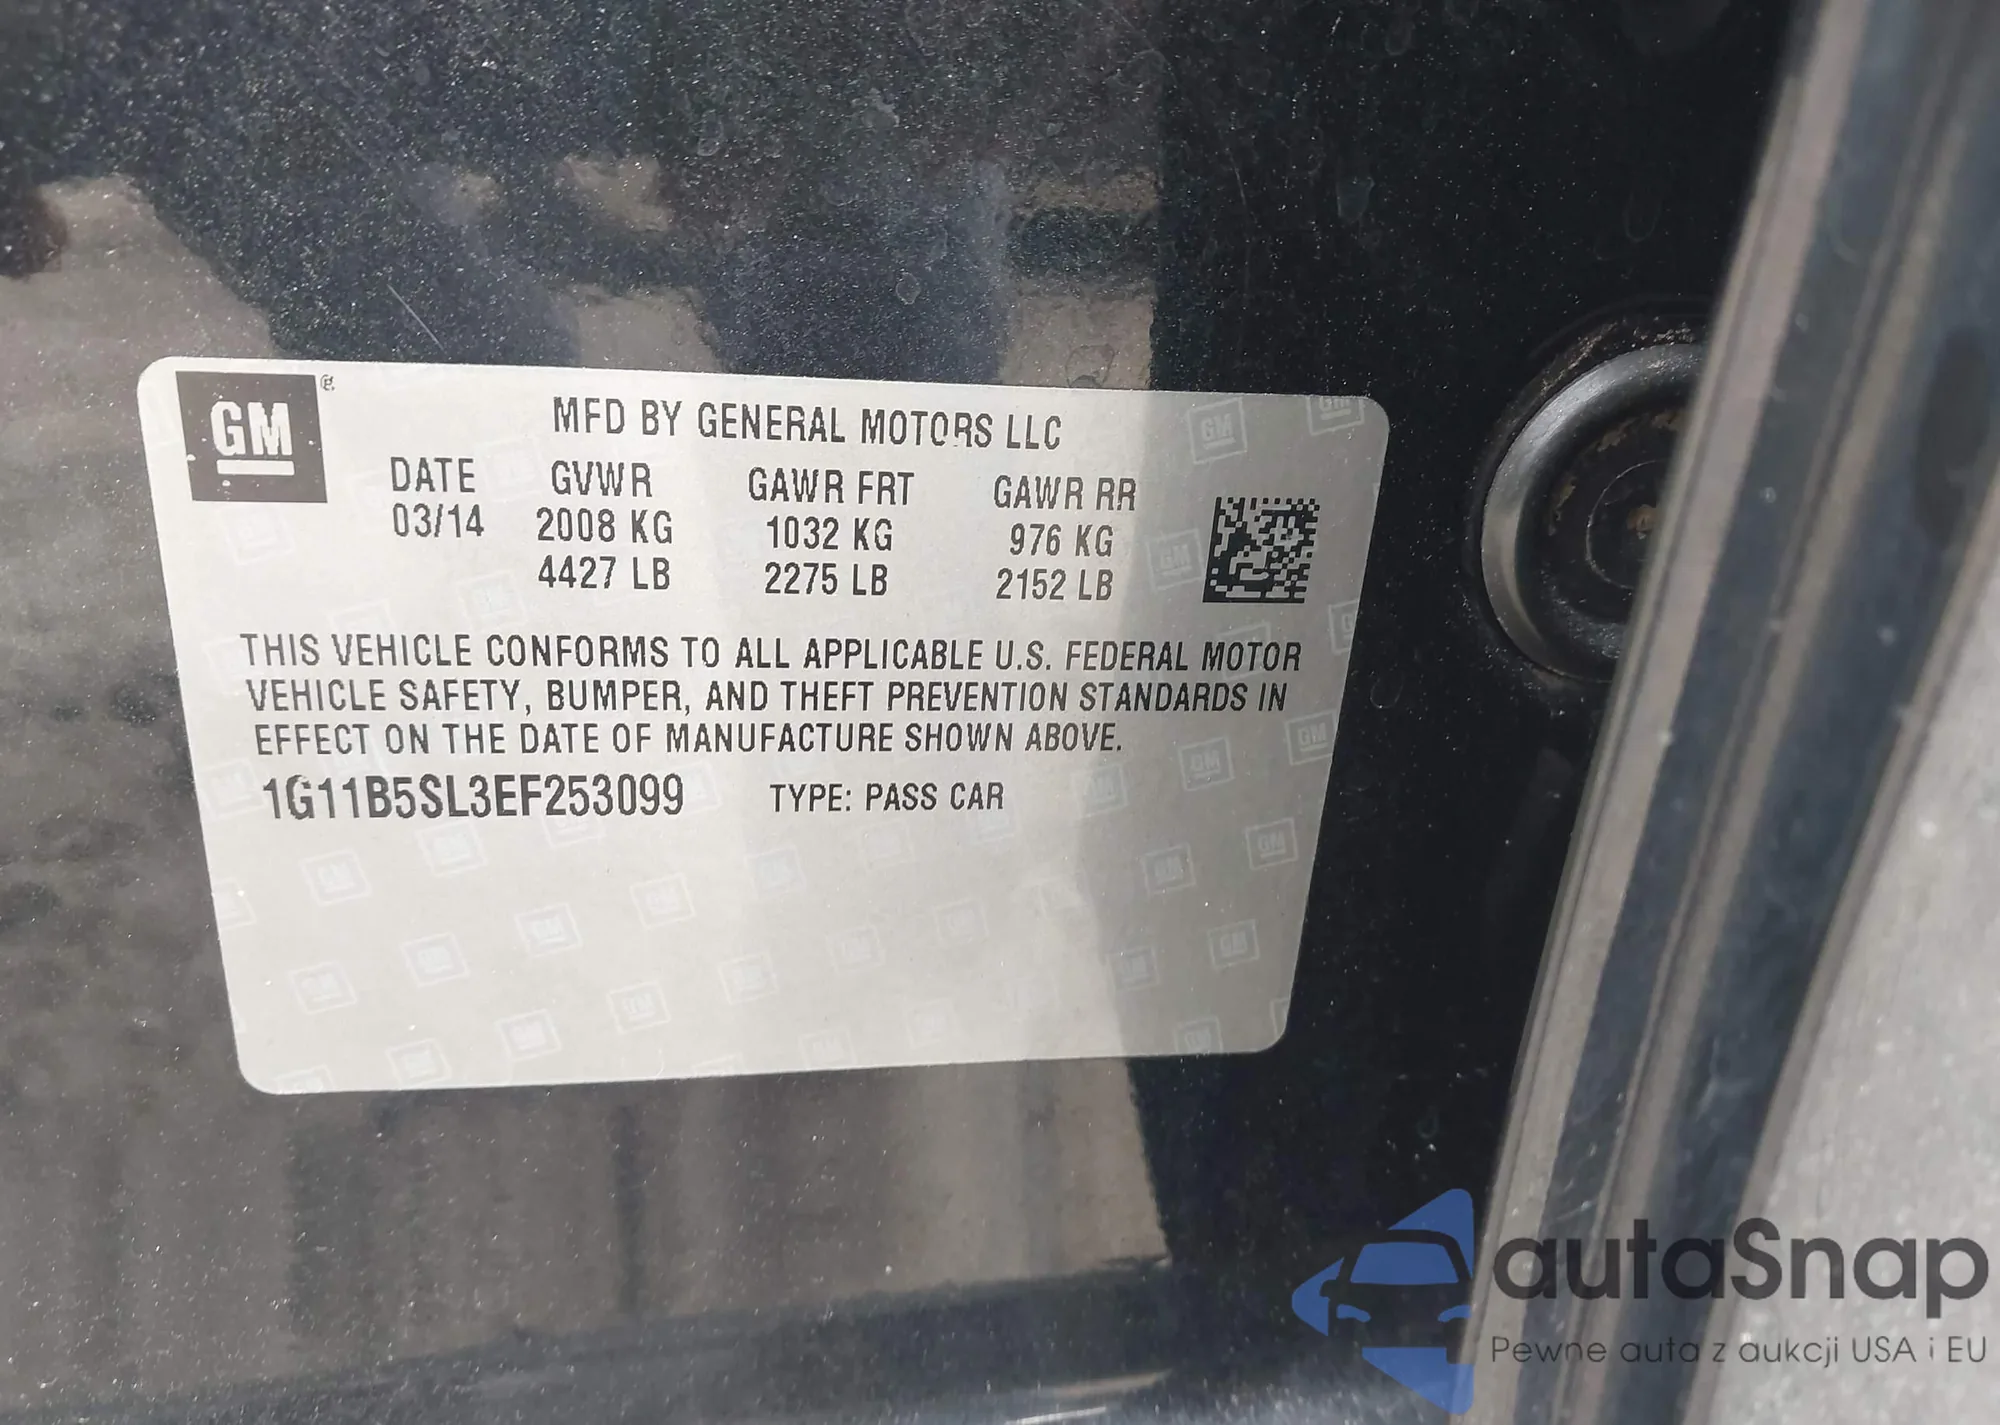 GM
MFD BY GENERAL MOTORS LLC
DATE GVWR GAWR FRT GAWR RR
03/14 2008 KG 1032 KG 976 KG
4427 LB 2275 LB 2152 LB
THIS VEHICLE CONFORMS TO ALL APPLICABLE U.S. FEDERAL MOTOR
VEHICLE SAFETY, BUMPER, AND THEFT PREVENTION STANDARDS IN
EFFECT ON THE DATE OF MANUFACTURE SHOWN ABOVE.
1G11B5SL3EF253099 TYPE: PASS CAR
autaSnap
Pewne auta z aukcji USA i EU